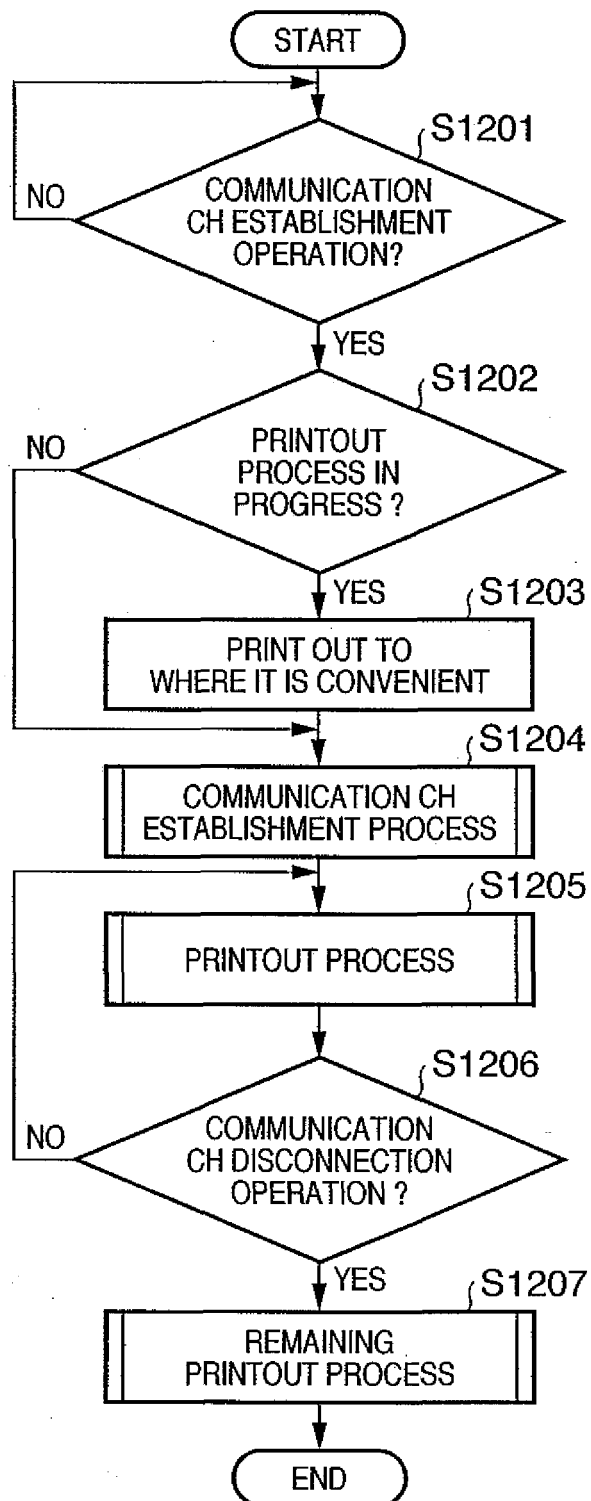 START
S1201
NO
COMMUNICATION
CH ESTABLISHMENT
OPERATION?
YES
S1202
NO
PRINTOUT
PROCESS IN
PROGRESS ?
YES
S1203
PRINT OUT TO
WHERE IT IS CONVENIENT
S1204
COMMUNICATION CH
ESTABLISHMENT PROCESS
S1205
PRINTOUT PROCESS
S1206
NO
COMMUNICATION
CH DISCONNECTION
OPERATION ?
YES
S1207
REMAINING
PRINTOUT PROCESS
END